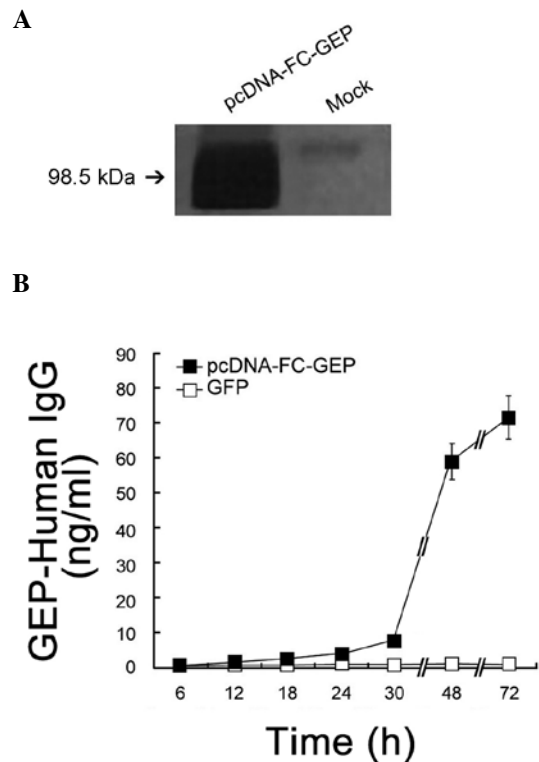 A
pcDNA-FC-GEP
Mock
98.5 kDa →
B
GEP-Human IgG
(ng/ml)
90
80
70
60
50
40
30
20
10
0
pcDNA-FC-GEP
GFP
6 12 18 24 30 48 72
Time (h)